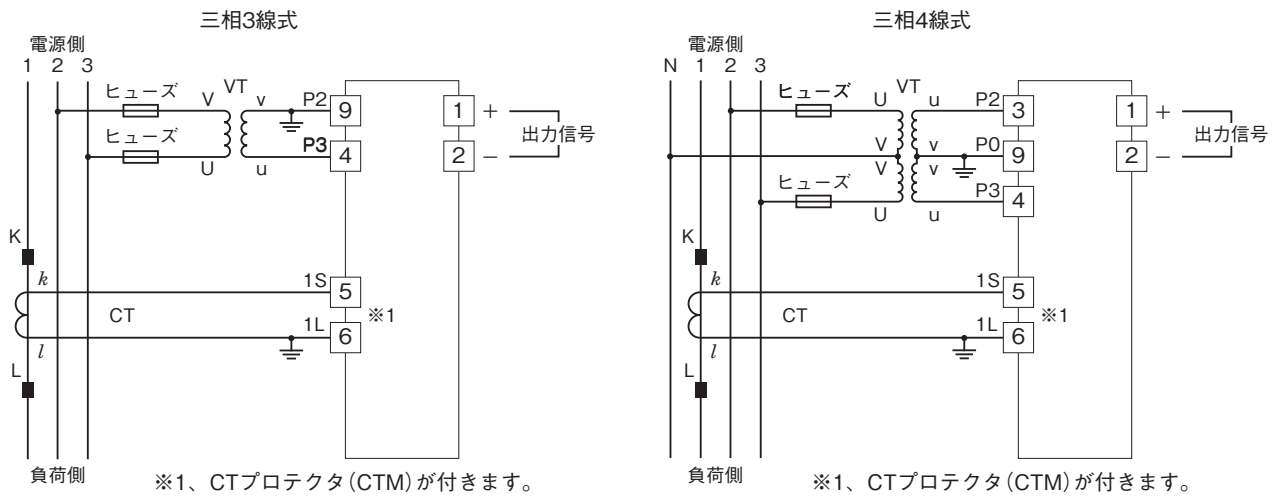 三相3線式
電源側
1 2 3
ヒューズ
V
VT
v
P2
9
1
+
出力信号
ヒューズ
U
u
P3
4
2
−
K
k
1S
5
CT
※1
1L
6
l
L
負荷側
※1、CTプロテクタ(CTM)が付きます。
三相4線式
電源側
N 1 2 3
ヒューズ
U
VT
u
P2
3
1
+
出力信号
V
v
P0
9
2
−
V
v
ヒューズ
U
u
P3
4
K
k
1S
5
CT
※1
1L
6
l
L
負荷側
※1、CTプロテクタ(CTM)が付きます。